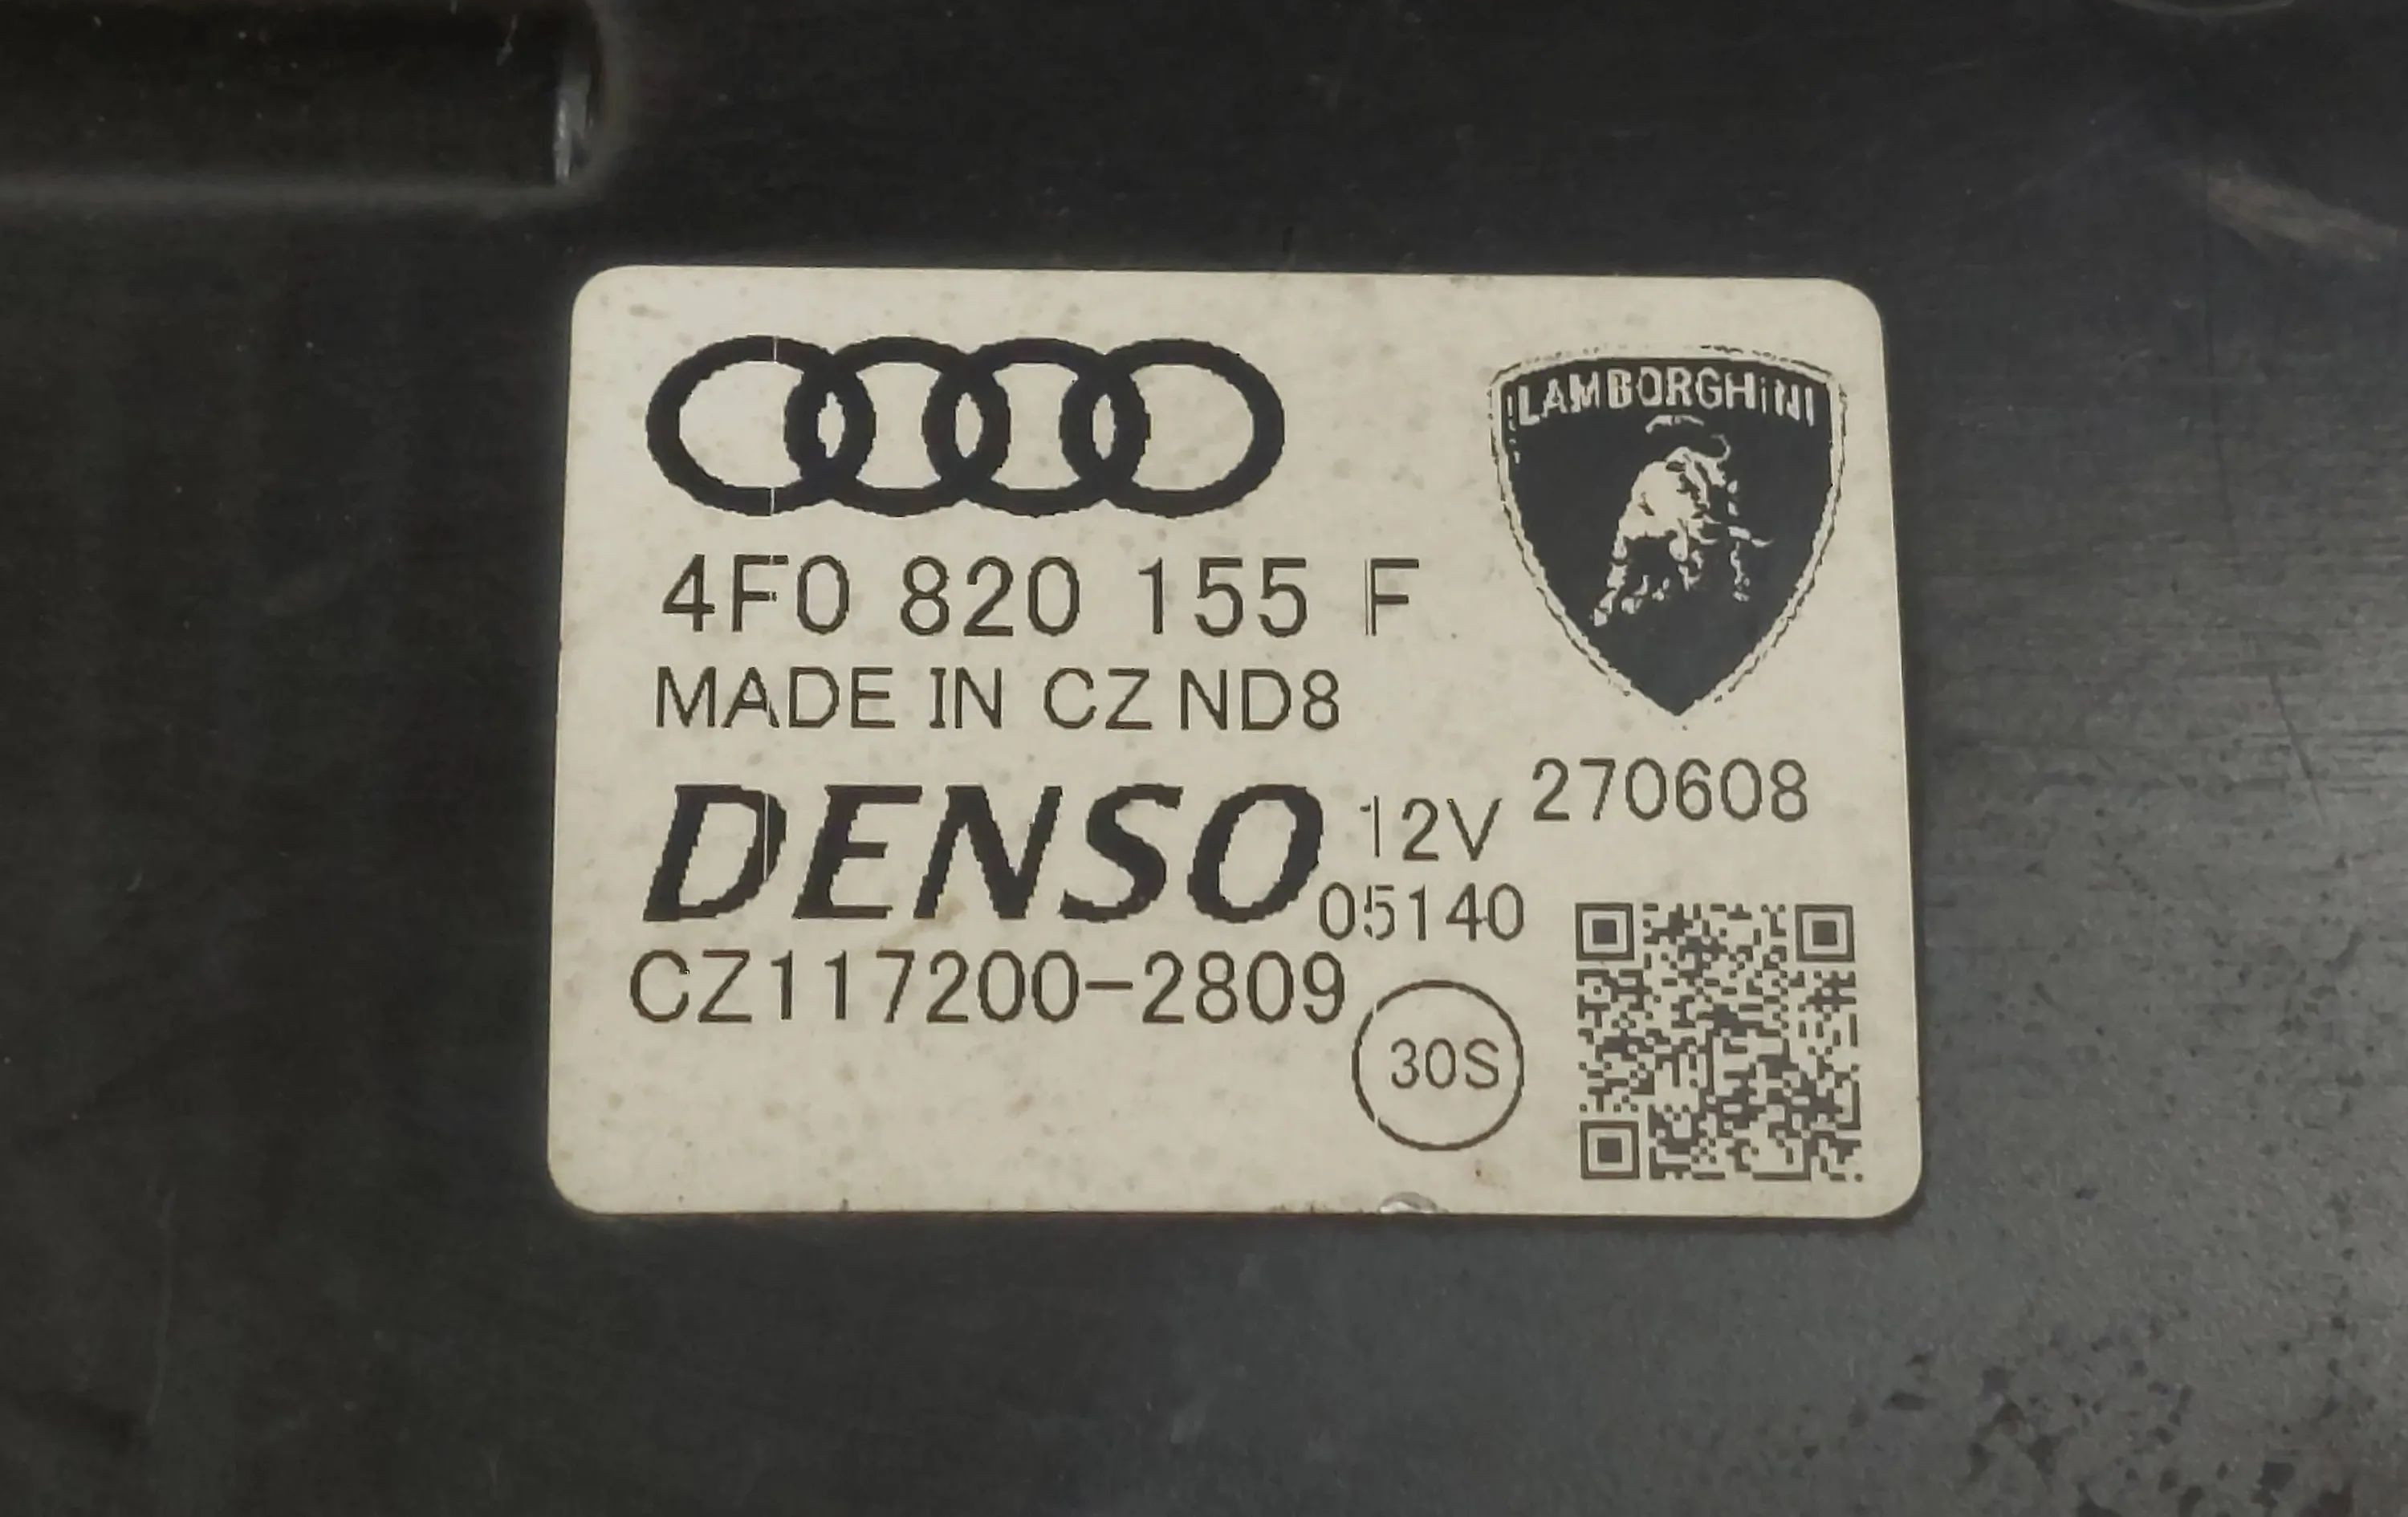 LAMBORGHiNI
4F0 820 155 F
MADE IN CZ ND8
270608
DENSO 12V
05140
CZ117200-2809
30S